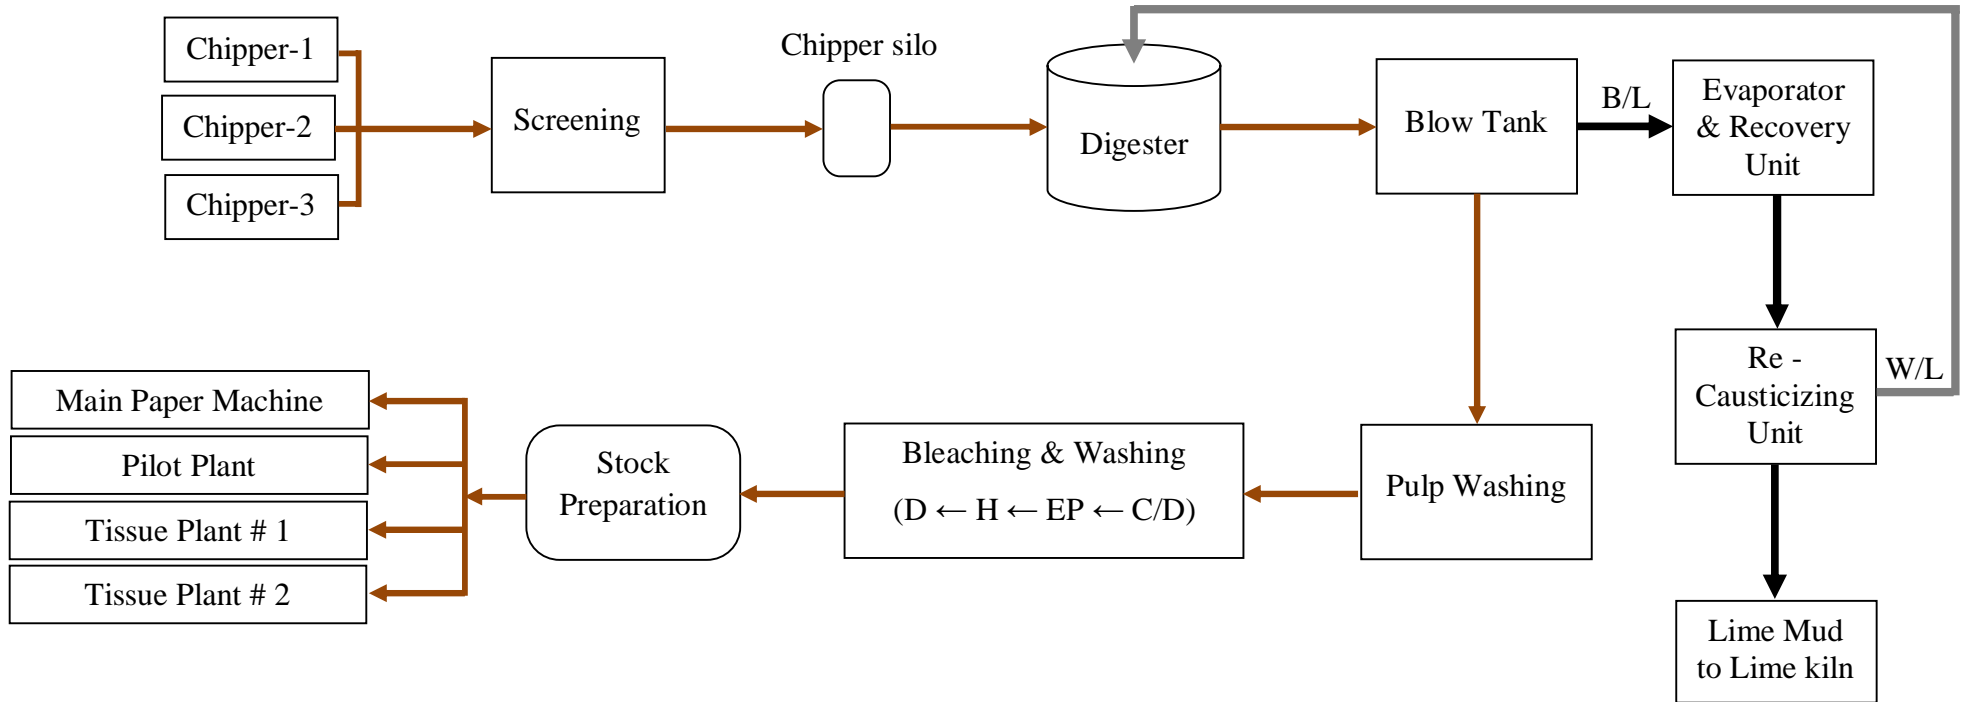 Chipper-1
Chipper-2
Chipper-3
Screening
Chipper silo
Digester
Blow Tank
B/L
Evaporator
& Recovery
Unit
Re -
Causticizing
Unit
W/L
Lime Mud
to Lime kiln
Pulp Washing
Bleaching & Washing
(D ← H ← EP ← C/D)
Stock
Preparation
Main Paper Machine
Pilot Plant
Tissue Plant # 1
Tissue Plant # 2